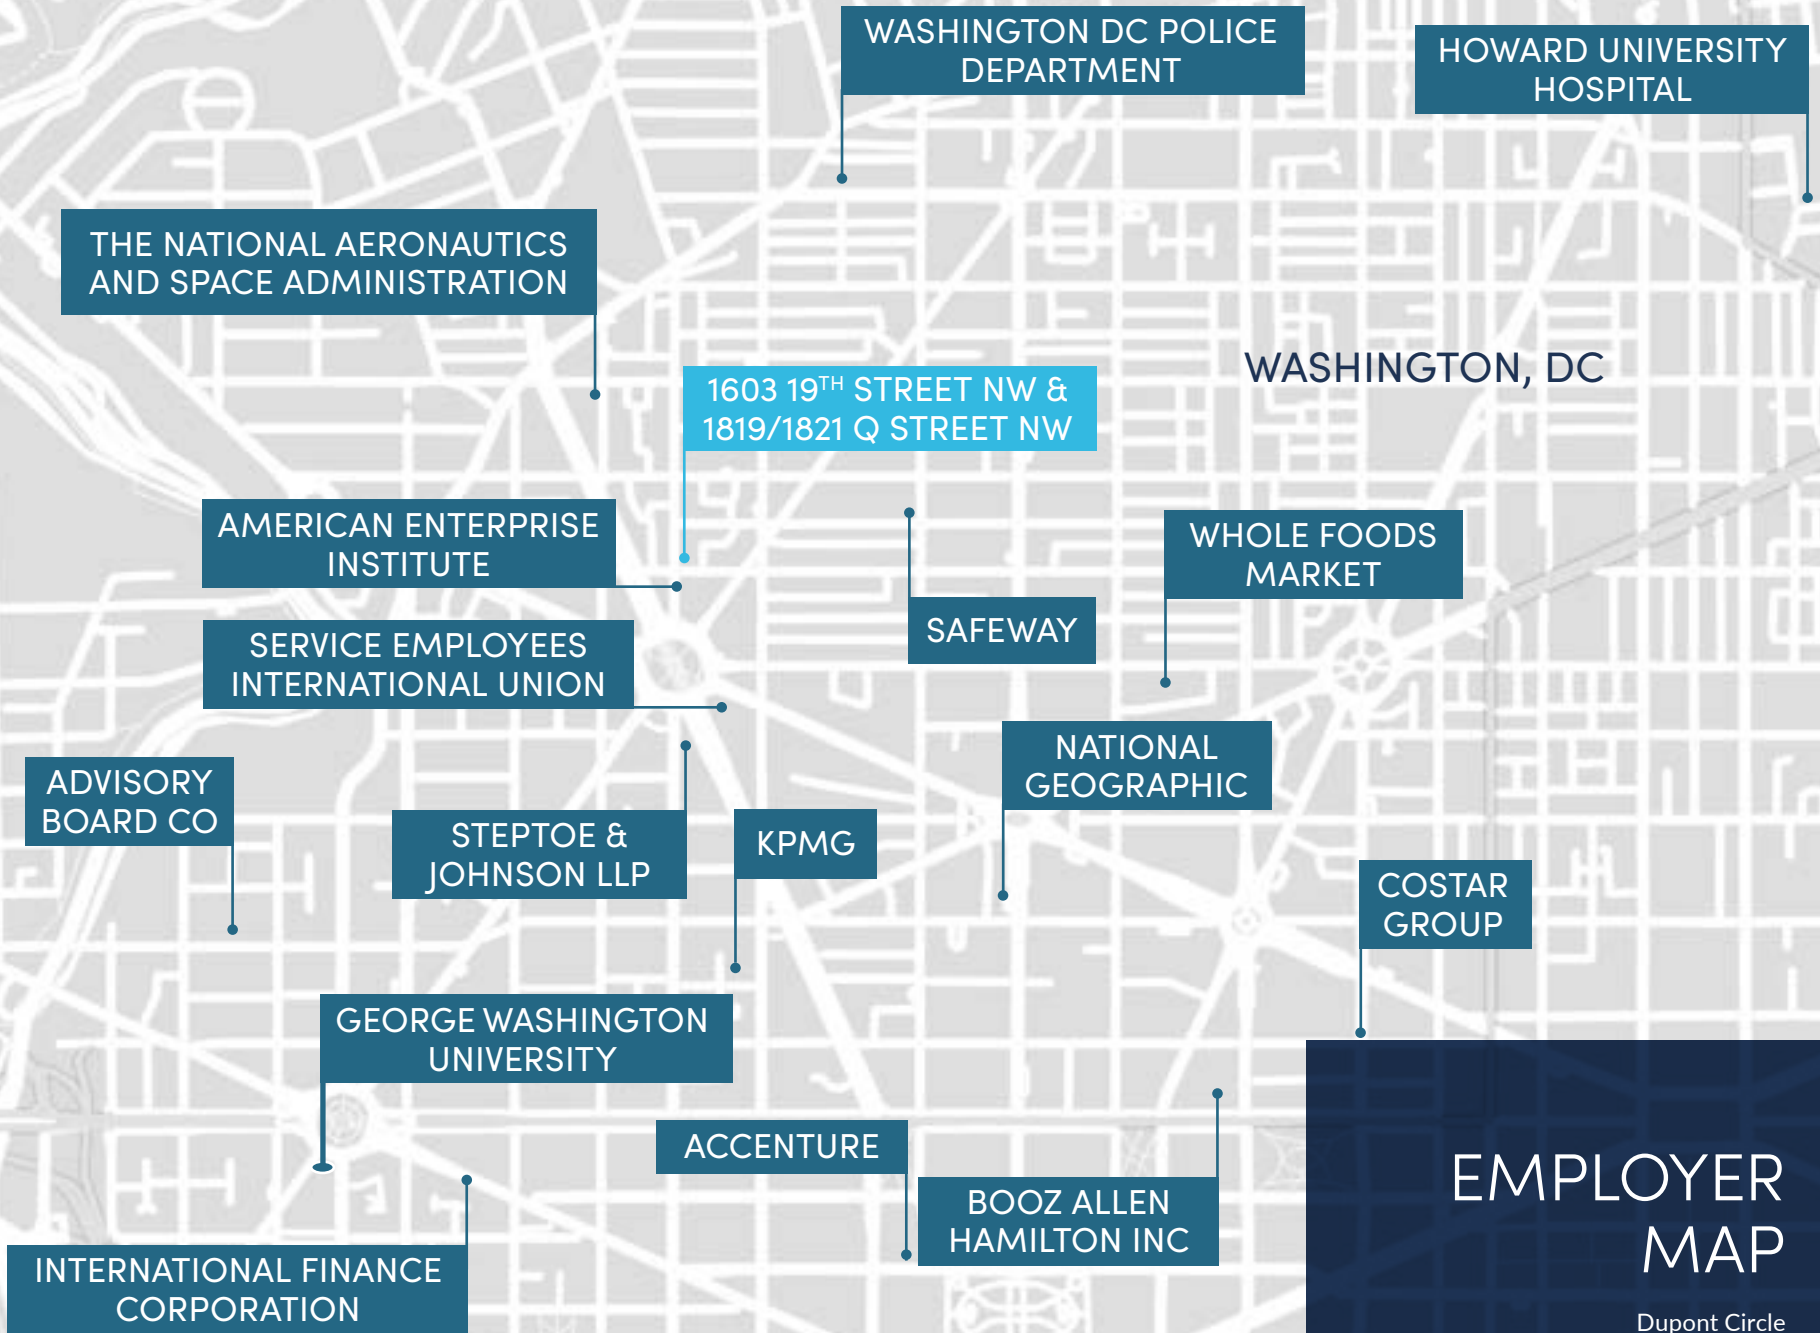 WASHINGTON DC POLICE
DEPARTMENT
HOWARD UNIVERSITY
HOSPITAL
THE NATIONAL AERONAUTICS
AND SPACE ADMINISTRATION
1603 19TH STREET NW &
1819/1821 Q STREET NW
WASHINGTON, DC
AMERICAN ENTERPRISE
INSTITUTE
WHOLE FOODS
MARKET
SAFEWAY
SERVICE EMPLOYEES
INTERNATIONAL UNION
NATIONAL
GEOGRAPHIC
ADVISORY
BOARD CO
STEPTOE &
JOHNSON LLP
KPMG
COSTAR
GROUP
GEORGE WASHINGTON
UNIVERSITY
ACCENTURE
BOOZ ALLEN
HAMILTON INC
INTERNATIONAL FINANCE
CORPORATION
EMPLOYER
MAP
Dupont Circle